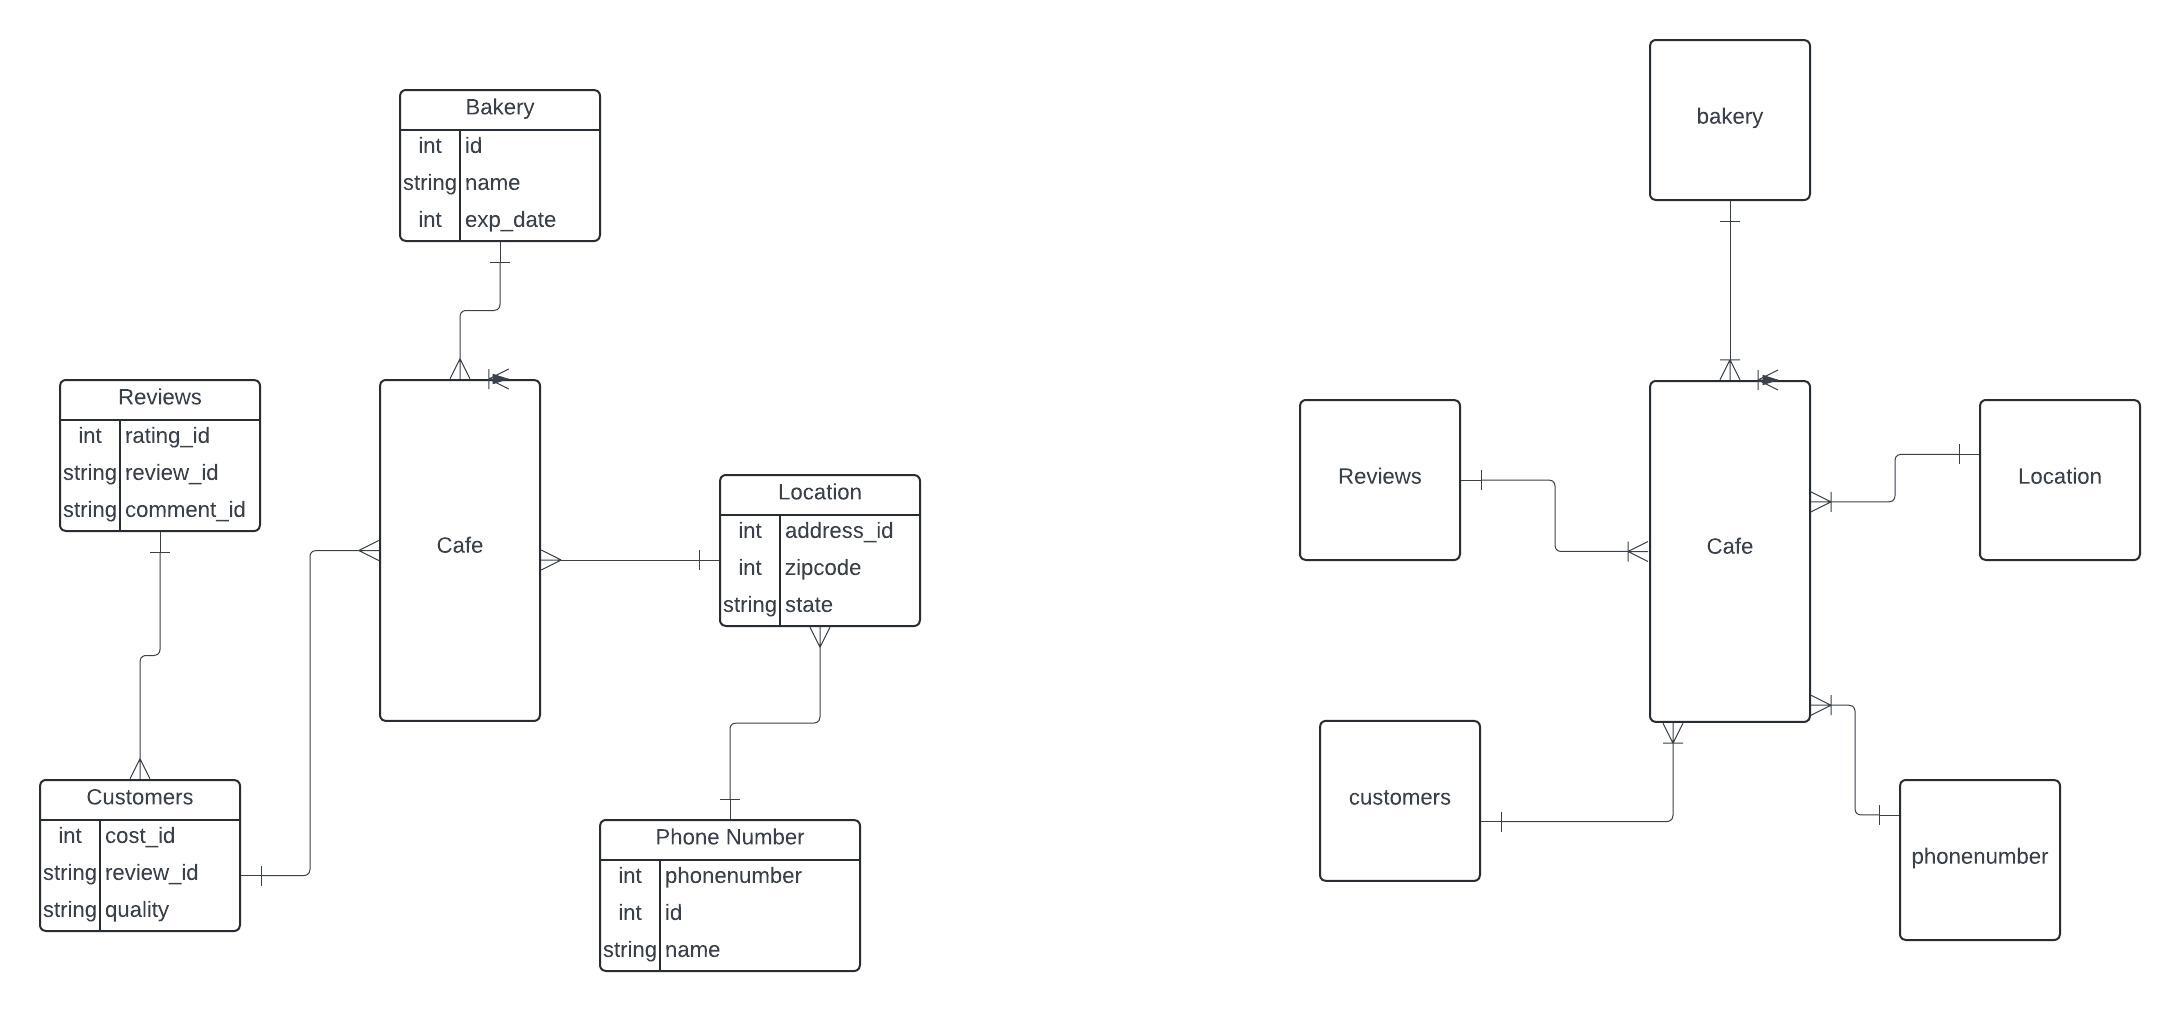 Bakery
int id
string name
int exp_date
Reviews
int rating_id
string review_id
string comment_id
Cafe
Location
int address_id
int zipcode
string state
Customers
int cost_id
string review_id
string quality
Phone Number
int phonenumber
int id
string name
bakery
Reviews
Cafe
Location
customers
phonenumber